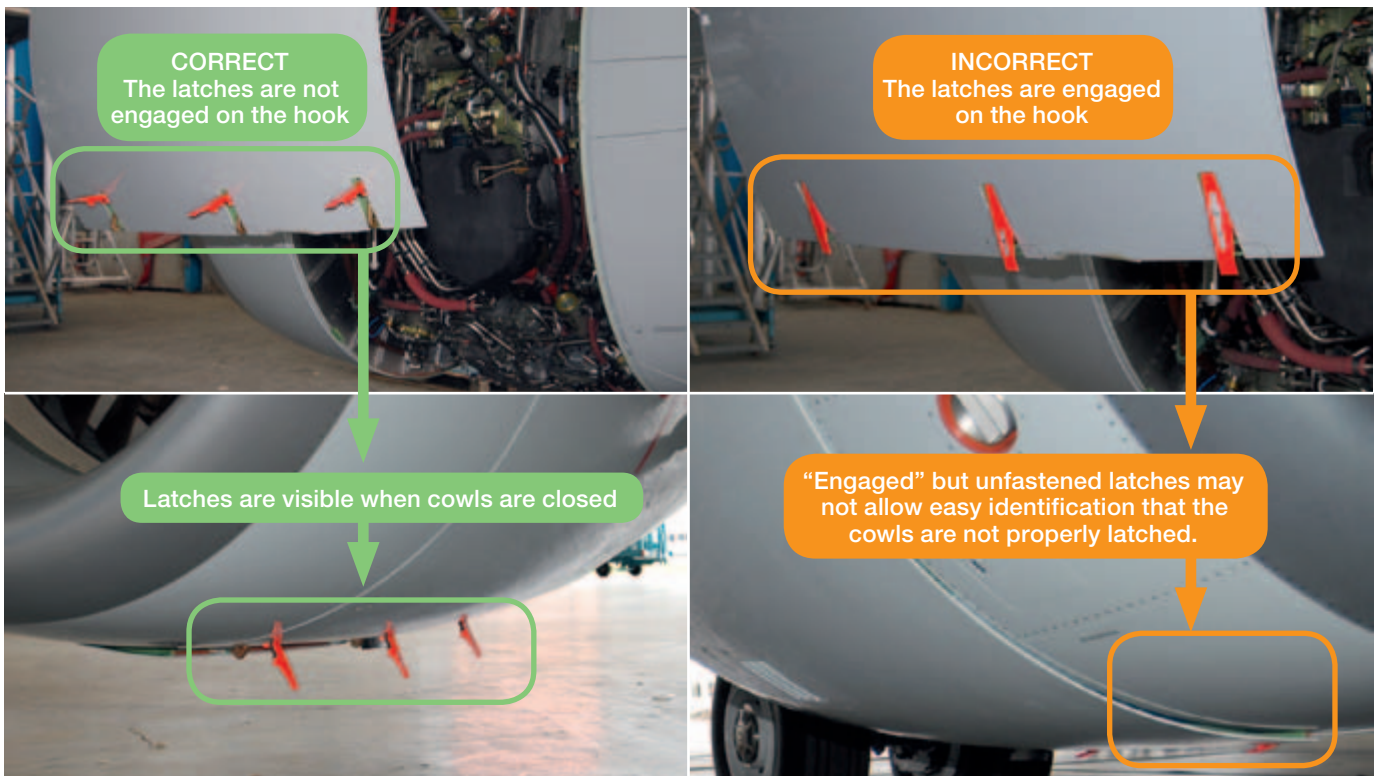 CORRECT
The latches are not
engaged on the hook
INCORRECT
The latches are engaged
on the hook
Latches are visible when cowls are closed
“Engaged” but unfastened latches may
not allow easy identification that the
cowls are not properly latched.